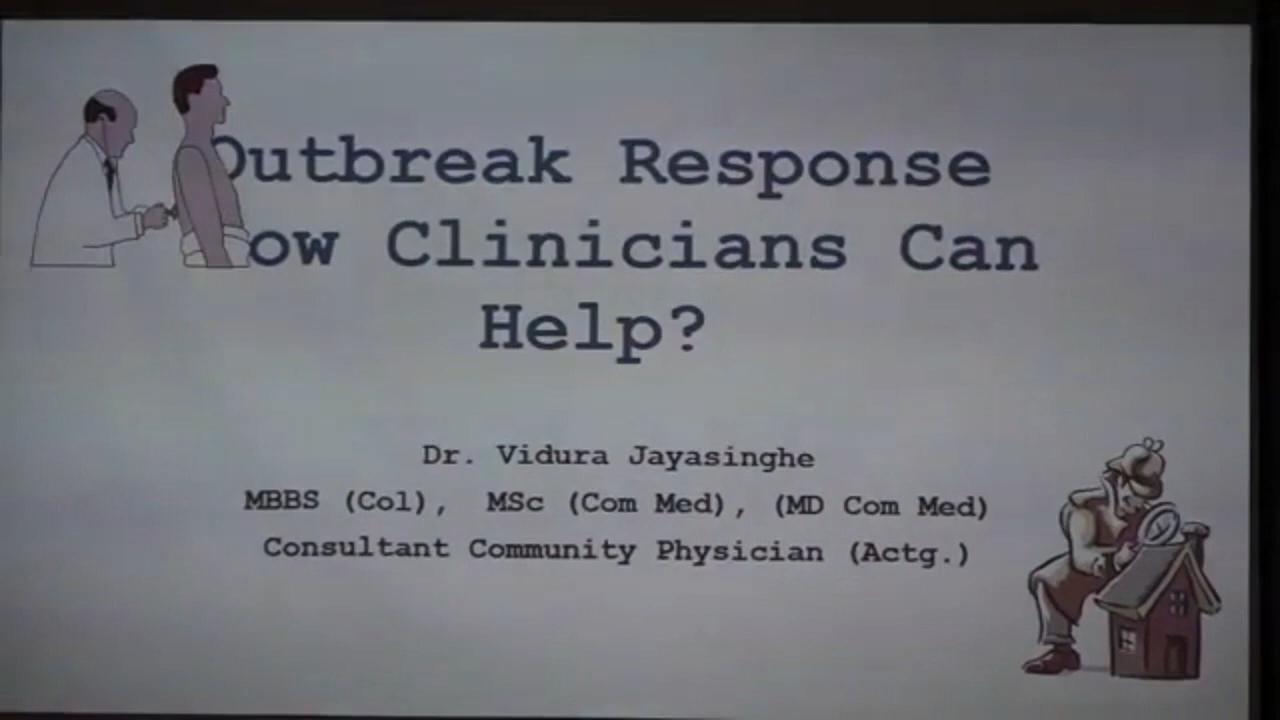 Outbreak Response
ow Clinicians Can
Help?
Dr. Vidura Jayasinghe
MBBS (Col), MSc (Com Med), (MD Com Med)
Consultant Community Physician (Actg.)